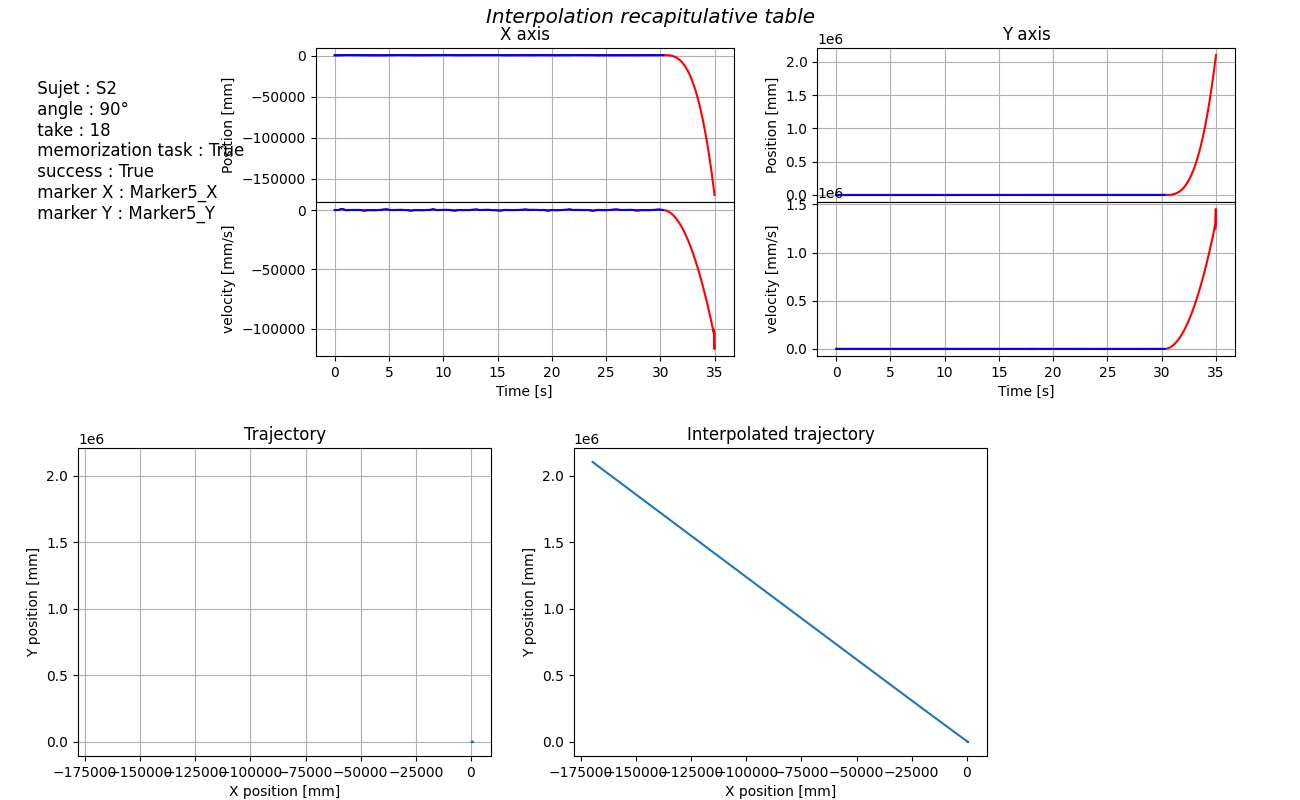 Interpolation recapitulative table
X axis
Y axis
Sujet : S2
angle : 90°
take : 18
memorization task : True
success : True
marker X : Marker5_X
marker Y : Marker5_Y
Position [mm]
0
−50000
−100000
−150000
velocity [mm/s]
0
−50000
−100000
0 5 10 15 20 25 30 35
Time [s]
1e6
Position [mm]
2.0
1.5
1.0
0.5
0.0
1e6
velocity [mm/s]
1.5
1.0
0.5
0.0
0 5 10 15 20 25 30 35
Time [s]
Trajectory
1e6
Y position [mm]
2.0
1.5
1.0
0.5
0.0
−175000 −150000 −125000 −100000 −75000 −50000 −25000 0
X position [mm]
Interpolated trajectory
1e6
Y position [mm]
2.0
1.5
1.0
0.5
0.0
−175000 −150000 −125000 −100000 −75000 −50000 −25000 0
X position [mm]